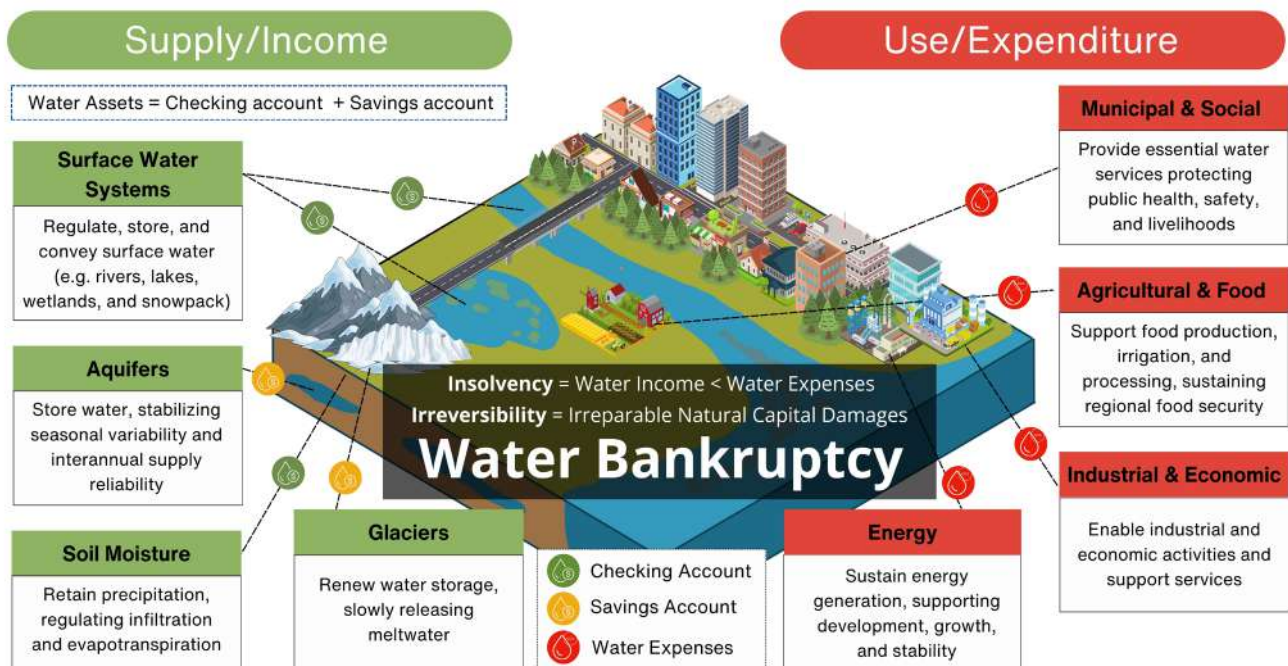 Supply/Income
Use/Expenditure
Water Assets = Checking account + Savings account
Surface Water
Systems
Regulate, store, and
convey surface water
(e.g. rivers, lakes,
wetlands, and snowpack)
Aquifers
Store water, stabilizing
seasonal variability and
interannual supply
reliability
Soil Moisture
Retain precipitation,
regulating infiltration
and evapotranspiration
Glaciers
Renew water storage,
slowly releasing
meltwater
Insolvency = Water Income < Water Expenses
Irreversibility = Irreparable Natural Capital Damages
Water Bankruptcy
Checking Account
Savings Account
Water Expenses
Municipal & Social
Provide essential water
services protecting
public health, safety,
and livelihoods
Agricultural & Food
Support food production,
irrigation, and
processing, sustaining
regional food security
Industrial & Economic
Enable industrial and
economic activities and
support services
Energy
Sustain energy
generation, supporting
development, growth,
and stability